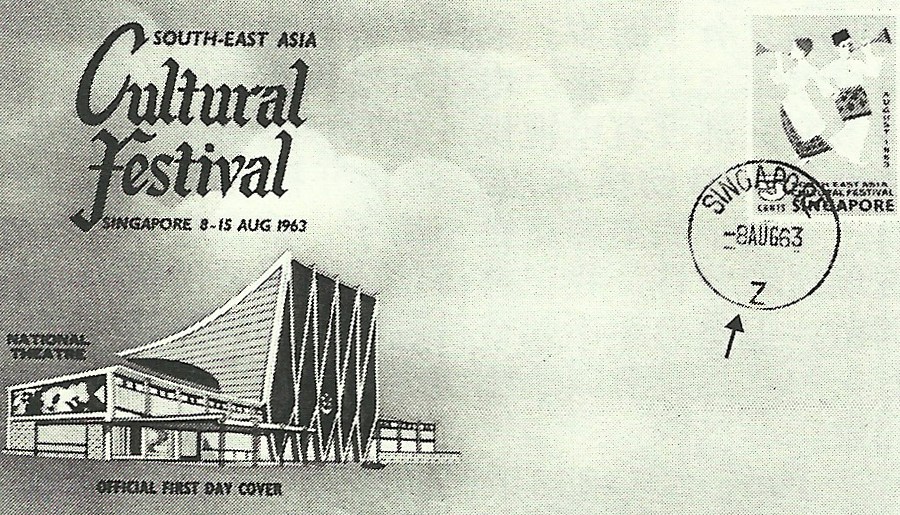 SOUTH-EAST ASIA
Cultural
Festival
SINGAPORE 8-15 AUG 1963
NATIONAL
THEATRE
OFFICIAL FIRST DAY COVER
AUGUST 1963
SOUTH EAST ASIA
CULTURAL FESTIVAL
CENTS SINGAPORE
SINGAPORE
-8AUG63
Z